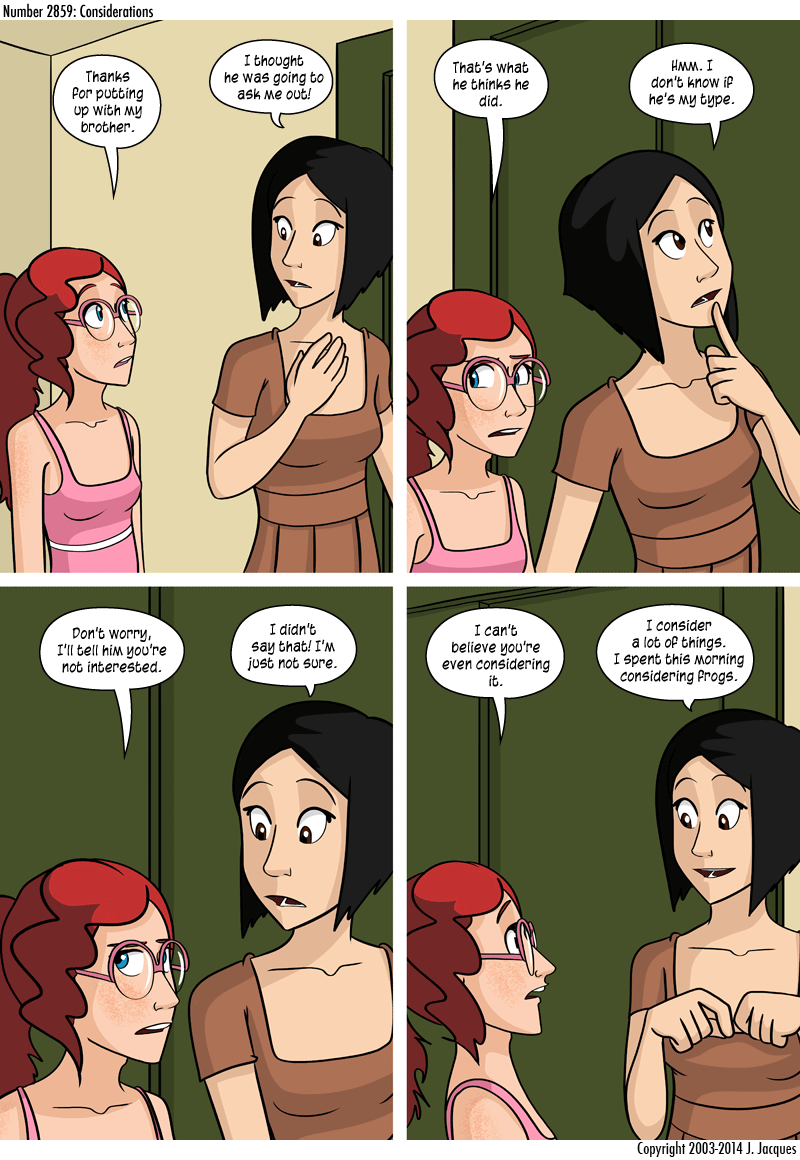 Number 2859: Considerations
Thanks
for putting
up with my
brother.
I thought
he was going to
ask me out!
That's what
he thinks he
did.
Hmm. I
don't know if
he's my type.
Don't worry,
I'll tell him you're
not interested.
I didn't
say that! I'm
just not sure.
I can't
believe you're
even considering
it.
I consider
a lot of things.
I spent this morning
considering frogs.
Copyright 2003-2014 J. Jacques